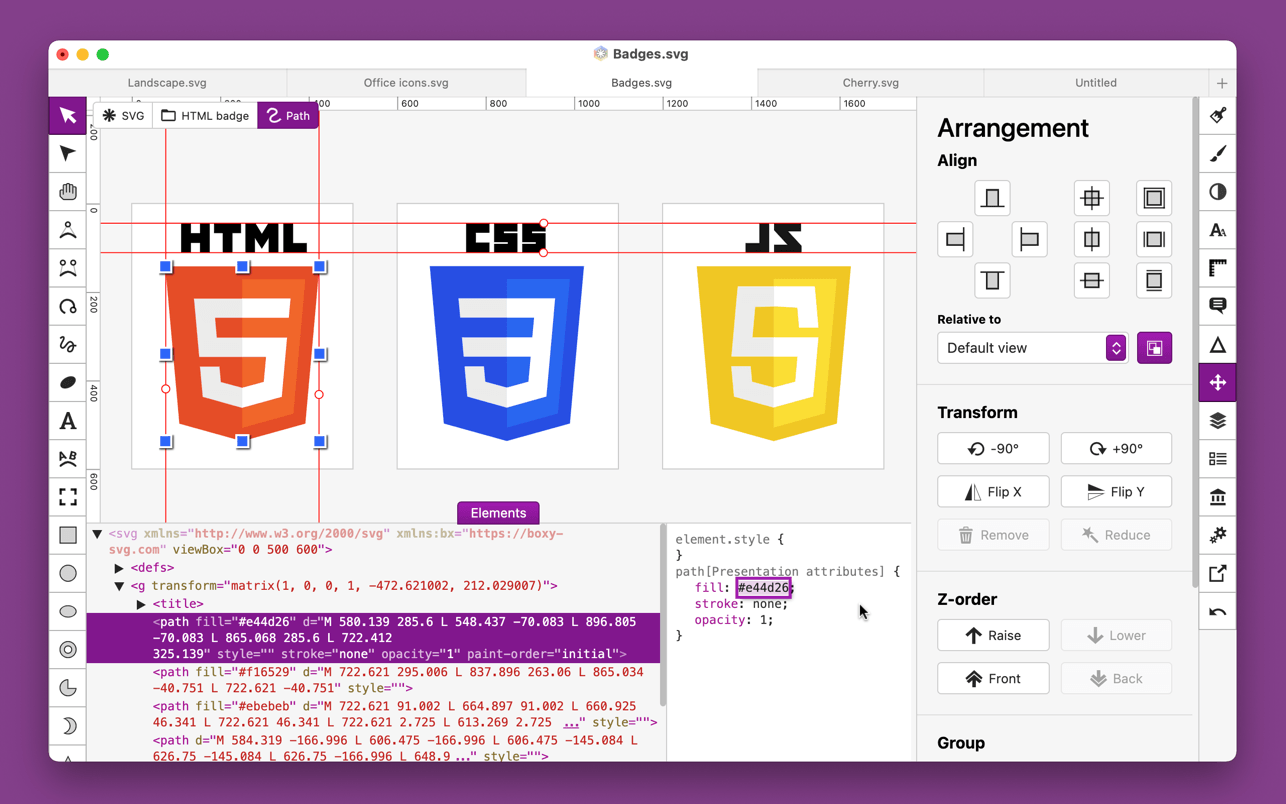 Badges.svg
Landscape.svg
Office icons.svg
Badges.svg
Cherry.svg
Untitled
SVG
HTML badge
Path
400
600
800
1000
1200
1400
1600
0
200
400
600
HTML
CSS
JS
Elements
<svg xmlns="http://www.w3.org/2000/svg" xmlns:bx="https://boxy-
svg.com" viewBox="0 0 500 600">
<defs>
<g transform="matrix(1, 0, 0, 1, -472.621002, 212.029007)">
<title>
<path fill="#e44d26" d="M 580.139 285.6 L 548.437 -70.083 L 896.805
-70.083 L 865.068 285.6 L 722.412
325.139" style="" stroke="none" opacity="1" paint-order="initial">
<path fill="#f16529" d="M 722.621 295.006 L 837.896 263.06 L 865.034
-40.751 L 722.621 -40.751" style="">
<path fill="#ebebeb" d="M 722.621 91.002 L 664.897 91.002 L 660.925
46.341 L 722.621 46.341 L 722.621 2.725 L 613.269 2.725 ..." style="">
<path d="M 584.319 -166.996 L 606.475 -166.996 L 606.475 -145.084 L
626.75 -145.084 L 626.75 -166.996 L 648.9 ..." style="">
element.style {
}
path[Presentation attributes] {
fill: #e44d26;
stroke: none;
opacity: 1;
}
Arrangement
Align
Relative to
Default view
Transform
-90°
+90°
Flip X
Flip Y
Remove
Reduce
Z-order
Raise
Lower
Front
Back
Group